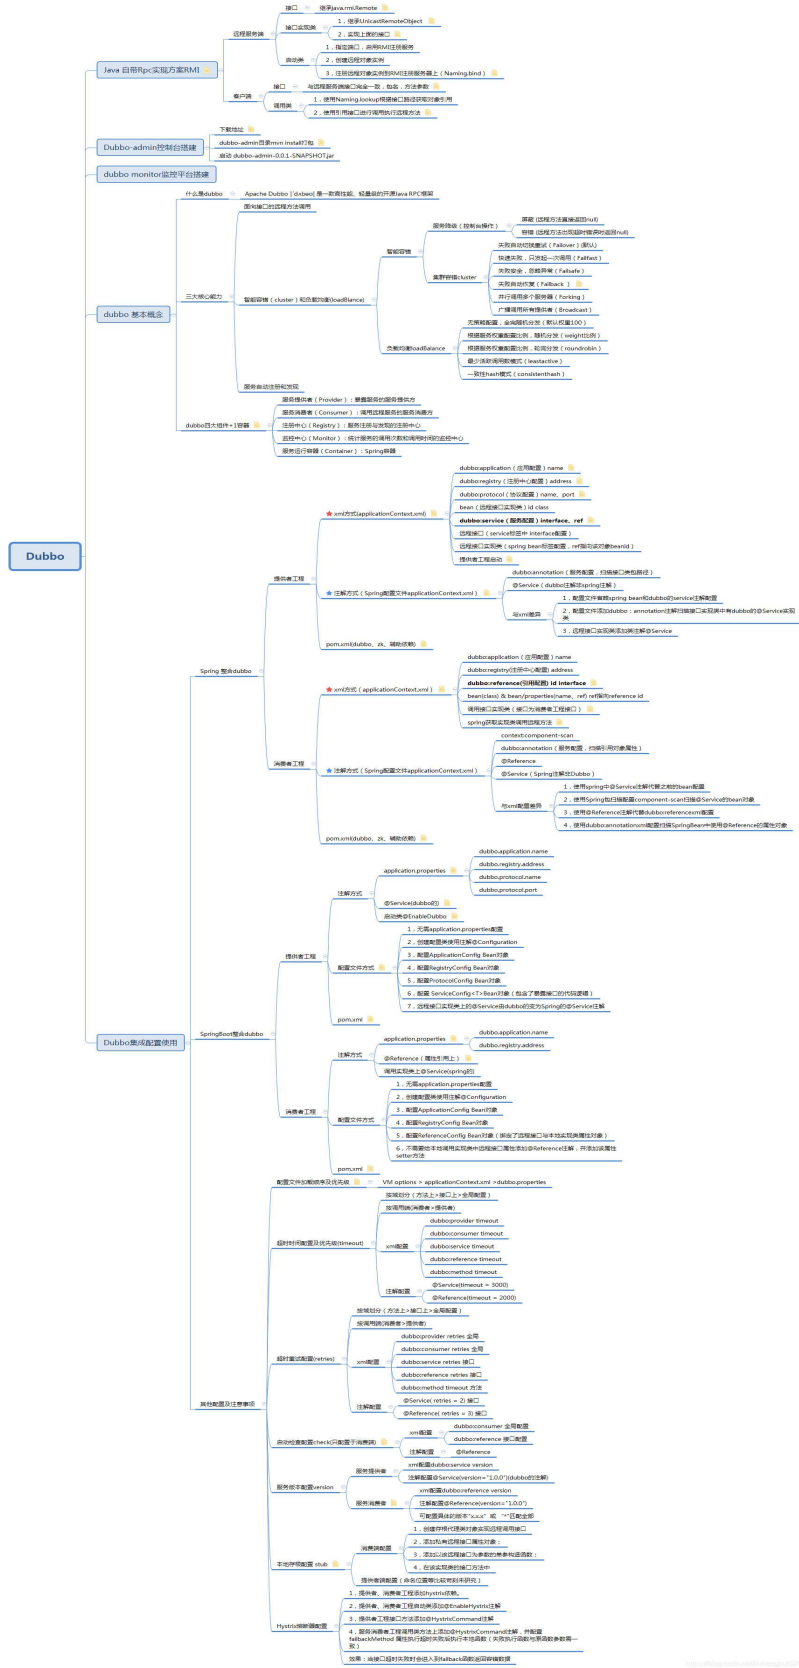 接口
继承java.rmi.Remote
远程服务端
接口实现类
1，继承UnicastRemoteObject
2，实现上面的接口
启动类
1，指定端口，启用RMI注册服务
2，创建远程对象实例
3，注册远程对象实例到RMI注册服务器上（Naming.bind）
Java 自带Rpc实现方案RMI
客户端
接口
与远程服务端接口完全一致，包名，方法参数
调用类
1，使用Naming.lookup根据接口路径获取对象引用
2，使用引用接口进行调用执行远程方法
Dubbo-admin控制台搭建
下载地址
dubbo-admin目录mvn install打包
启动 dubbo-admin-0.0.1-SNAPSHOT.jar
dubbo monitor监控平台搭建
dubbo 基本概念
什么是dubbo
Apache Dubbo |ˈdʌbəʊ| 是一款高性能、轻量级的开源Java RPC框架
三大核心能力
面向接口的远程方法调用
智能容错（cluster）和负载均衡(loadBlance)
智能容错
服务降级（控制台操作）
屏蔽 (远程方法直接返回null)
容错 (远程方法出现超时错误时返回null)
集群容错cluster
失败自动切换重试（Failover）(默认)
快速失败，只发起一次调用（Failfast）
失败安全，忽略异常（Failsafe）
失败自动恢复（Failback ）
并行调用多个服务器（Forking）
广播调用所有提供者（Broadcast）
负载均衡loadBalance
无策略配置，全完随机分发（默认权重100）
根据服务权重配置比例，随机分发（weight比例）
根据服务权重配置比例，轮询分发（roundrobin）
最少活跃调用数模式（leastactive）
一致性hash模式（consistenthash）
服务自动注册和发现
dubbo四大组件+1容器
服务提供者（Provider）：暴露服务的服务提供方
服务消费者（Consumer）：调用远程服务的服务消费方
注册中心（Registry）：服务注册与发现的注册中心
监控中心（Monitor）：统计服务的调用次数和调用时间的监控中心
服务运行容器（Container）：Spring容器
Dubbo
Dubbo集成配置使用
Spring 整合dubbo
提供者工程
xml方式(applicationContext.xml)
dubbo:application（应用配置）name
dubbo:registry（注册中心配置）address
dubbo:protocol（协议配置）name、port
bean（远程接口实现类）id class
dubbo:service（服务配置）interface、ref
远程接口（service标签中 interface配置）
远程接口实现类（spring bean标签配置，ref指向该对象beanid）
提供者工程启动
注解方式（Spring配置文件applicationContext.xml）
dubbo:annotation（服务配置，扫描接口类包路径）
@Service（dubbo注解非spring注解）
与xml差异
1，配置文件省略spring bean和dubbo的service注解配置
2，配置文件添加dubbo：annotation注解扫描接口实现类中有dubbo的@Service实现类
3，远程接口实现类添加类注解@Service
pom.xml(dubbo、zk、辅助依赖)
消费者工程
xml方式（applicationContext.xml）
dubbo:application（应用配置）name
dubbo:registry(注册中心配置) address
dubbo:reference(引用配置) id interface
bean(class) & bean/properties(name、ref) ref指向reference id
调用接口实现类（接口为消费者工程接口）
spring获取实现类调用远程方法
注解方式（Spring配置文件applicationContext.xml）
context:component-scan
dubbo:annotation（服务配置，扫描引用对象属性）
@Reference
@Service（Spring注解非Dubbo）
与xml配置差异
1，使用spring中@Service注解代替之前的bean配置
2，使用Spring包扫描配置component-scan扫描@Service的bean对象
3，使用@Reference注解代替dubbo:referencexml配置
4，使用dubbo:annotationxml配置扫描SpringBean中使用@Reference的属性对象
pom.xml(dubbo、zk、辅助依赖)
SpringBoot整合dubbo
提供者工程
注解方式
application.properties
dubbo.application.name
dubbo.registry.address
dubbo.protocol.name
dubbo.protocol.port
@Service(dubbo的)
启动类@EnableDubbo
配置文件方式
1，无需application.properties配置
2，创建配置类使用注解@Configuration
3，配置ApplicationConfig Bean对象
4，配置RegistryConfig Bean对象
5，配置ProtocolConfig Bean对象
6，配置 ServiceConfig<T>Bean对象（包含了暴露接口的代码逻辑）
7，远程接口实现类上的@Service由dubbo的变为Spring的@Service注解
pom.xml
消费者工程
注解方式
application.properties
dubbo.application.name
dubbo.registry.address
@Reference（属性引用上）
调用实现类上@Service(spring的)
配置文件方式
1，无需application.properties配置
2，创建配置类使用注解@Configuration
3，配置ApplicationConfig Bean对象
4，配置RegistryConfig Bean对象
5，配置ReferenceConfig Bean对象（绑定了远程接口与本地实现类属性对象）
6，不需要给本地调用实现类中远程接口属性添加@Reference注解，并添加该属性
setter方法
pom.xml
其他配置及注意事项
配置文件加载顺序及优先级
VM options > applicationContext.xml >dubbo.properties
超时时间配置及优先级(timeout)
按域划分（方法上>接口上>全局配置）
按调用端(消费者>提供者)
xml配置
dubbo:provider timeout
dubbo:consumer timeout
dubbo:service timeout
dubbo:reference timeout
dubbo:method timeout
注解配置
@Service(timeout = 3000)
@Reference(timeout = 2000)
超时重试配置(retries)
按域划分（方法上>接口上>全局配置）
按调用端(消费者>提供者)
xml配置
dubbo:provider retries 全局
dubbo:consumer retries 全局
dubbo:service retries 接口
dubbo:reference retries 接口
dubbo:method timeout 方法
注解配置
@Service( retries = 2) 接口
@Reference( retries = 3) 接口
启动检查配置check(只配置于消费端)
xml配置
dubbo:consumer 全局配置
dubbo:reference 接口配置
注解配置
@Reference
服务版本配置version
服务提供者
xml配置dubbo:service version
注解配置@Service(version="1.0.0")(dubbo的注解)
服务消费者
xml配置dubbo:reference version
注解配置@Reference(version="1.0.0")
可配置具体的版本"x.x.x" 或 "*"匹配全部
本地存根配置 stub
消费端配置
1，创建存根代理类对象实现远程调用接口
2，添加私有远程接口属性对象；
3，添加以该远程接口为参数的单参构造函数；
4，在该实现类的接口方法中
提供者端配置（命名位置等比较苛刻未研究）
Hystrix熔断器配置
1，提供者、消费者工程添加hystrix依赖。
2，提供者、消费者工程启动类添加@EnableHystrix注解
3，提供者工程接口方法添加@HystrixCommand注解
4，服务消费者工程调用类方法上添加@HystrixCommand注解，并配置
fallbackMethod 属性执行超时失败后执行本地函数（失败执行函数与原函数参数需一
致）
效果：当接口超时失败时会进入到fallback函数返回容错数据